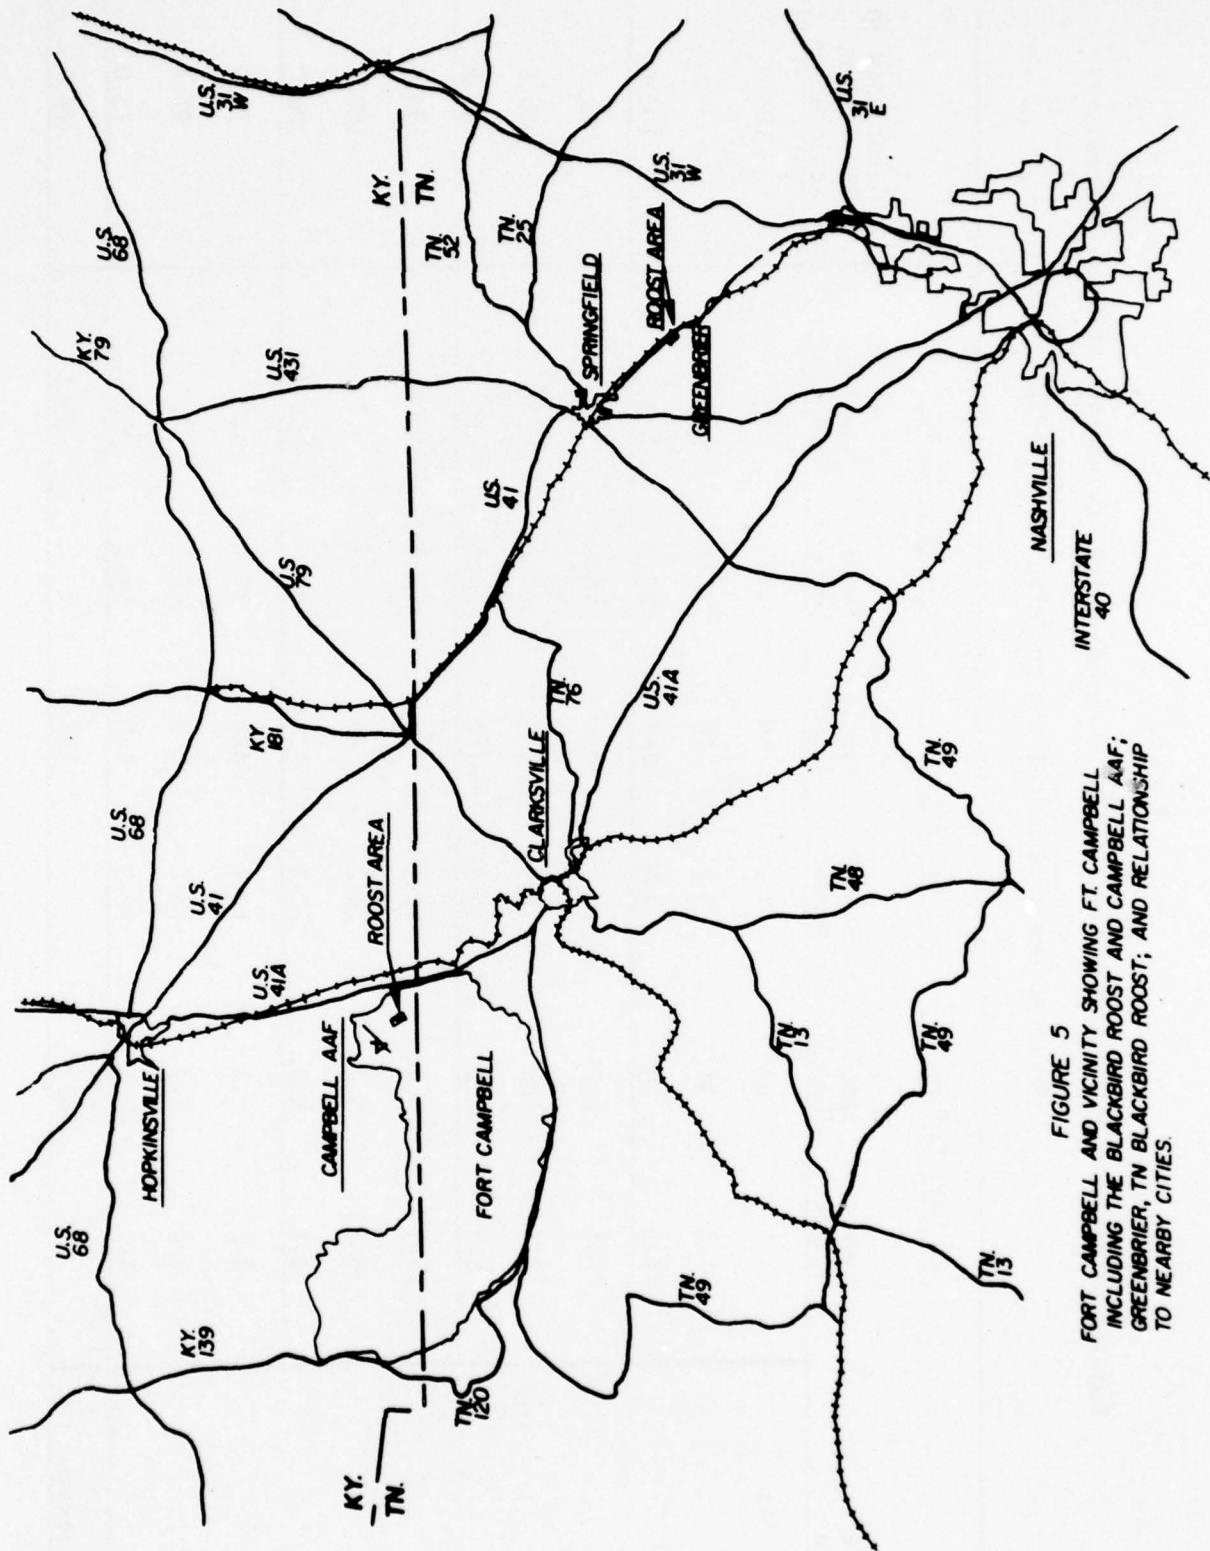 U.S.
68
KY.
139
HOPKINSVILLE
U.S.
41A
U.S.
41
U.S.
68
KY
181
U.S
79
U.S.
431
KY.
79
U.S
68
U.S.
31
W
KY.
TN.
KY.
TN.
CAMPBELL AAF
ROOST AREA
FORT CAMPBELL
TN.
120
CLARKSVILLE
TN.
76
U.S.
41
TN.
52
TN.
25
SPRINGFIELD
ROOST AREA
GREENBRIER
U.S.
31
W
U.S.
31
E
U.S.
41A
TN.
49
TN.
13
TN.
48
TN.
49
TN.
49
TN.
13
NASHVILLE
INTERSTATE
40
FIGURE 5
FORT CAMPBELL AND VICINITY SHOWING FT. CAMPBELL
INCLUDING THE BLACKBIRD ROOST AND CAMPBELL AAF;
GREENBRIER, TN BLACKBIRD ROOST; AND RELATIONSHIP
TO NEARBY CITIES.